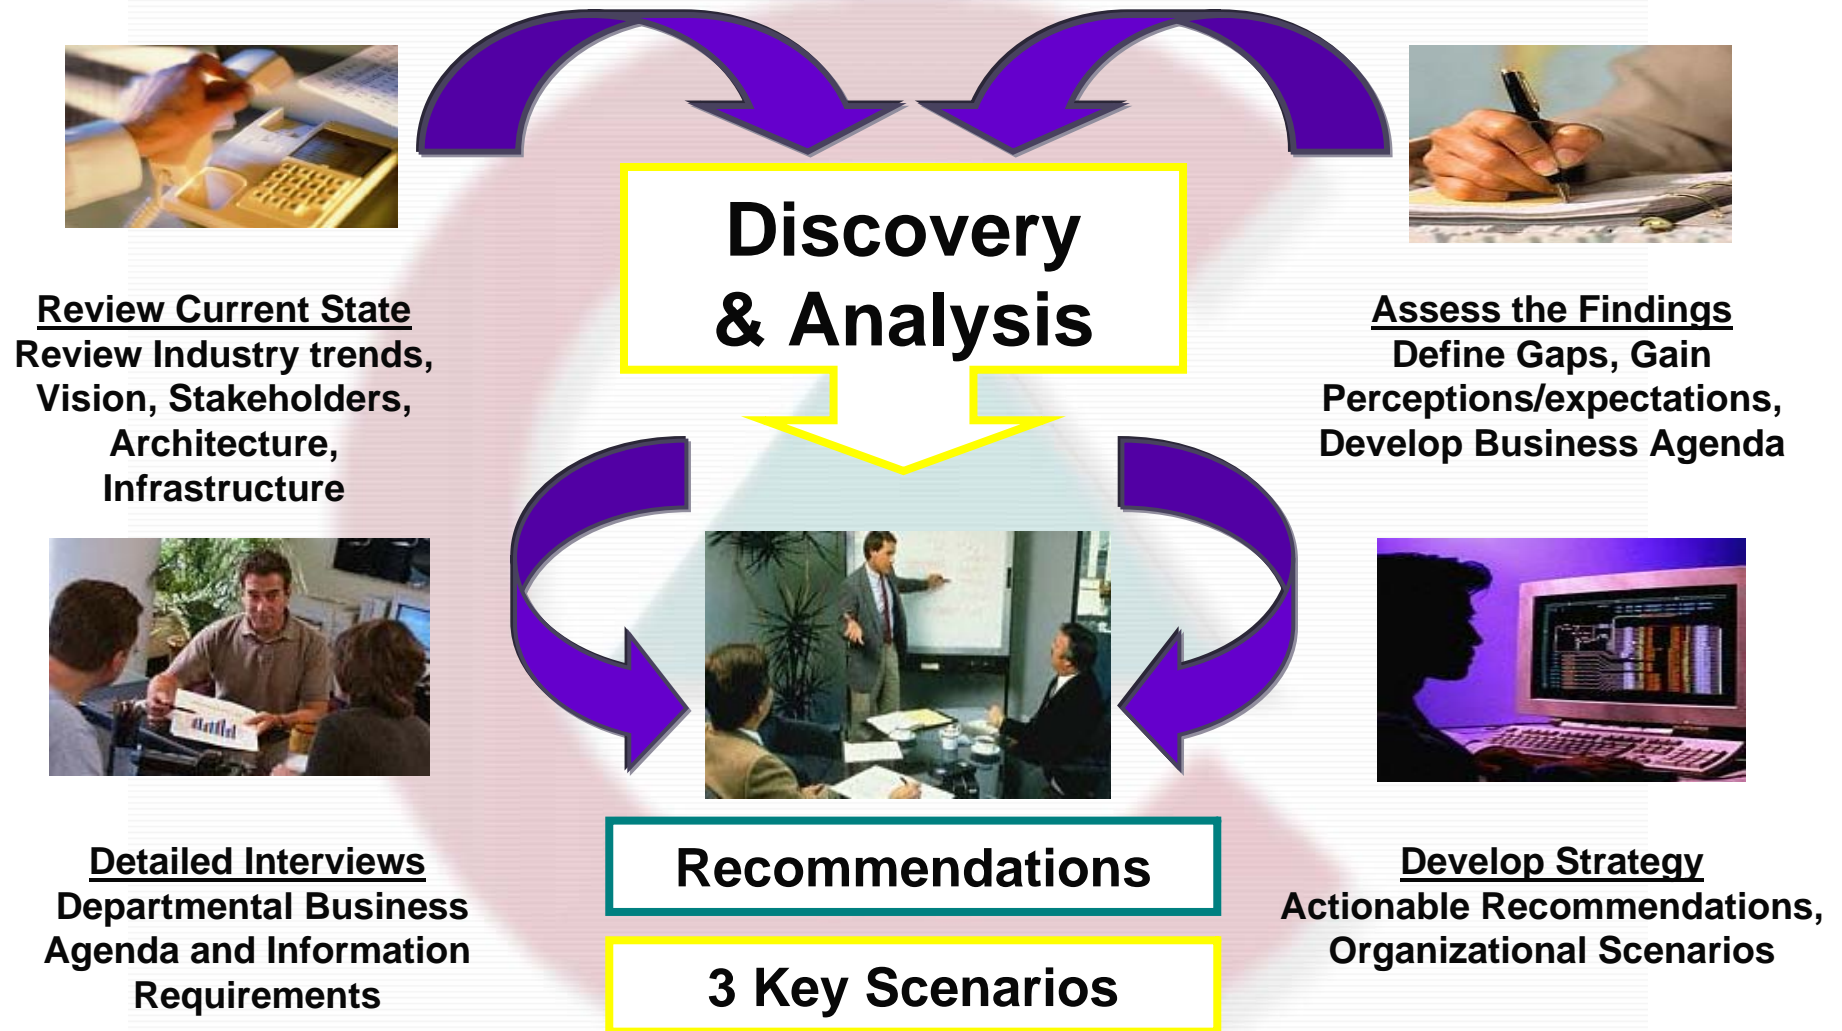 Discovery
& Analysis
Review Current State
Review Industry trends,
Vision, Stakeholders,
Architecture,
Infrastructure
Assess the Findings
Define Gaps, Gain
Perceptions/expectations,
Develop Business Agenda
Detailed Interviews
Departmental Business
Agenda and Information
Requirements
Recommendations
3 Key Scenarios
Develop Strategy
Actionable Recommendations,
Organizational Scenarios